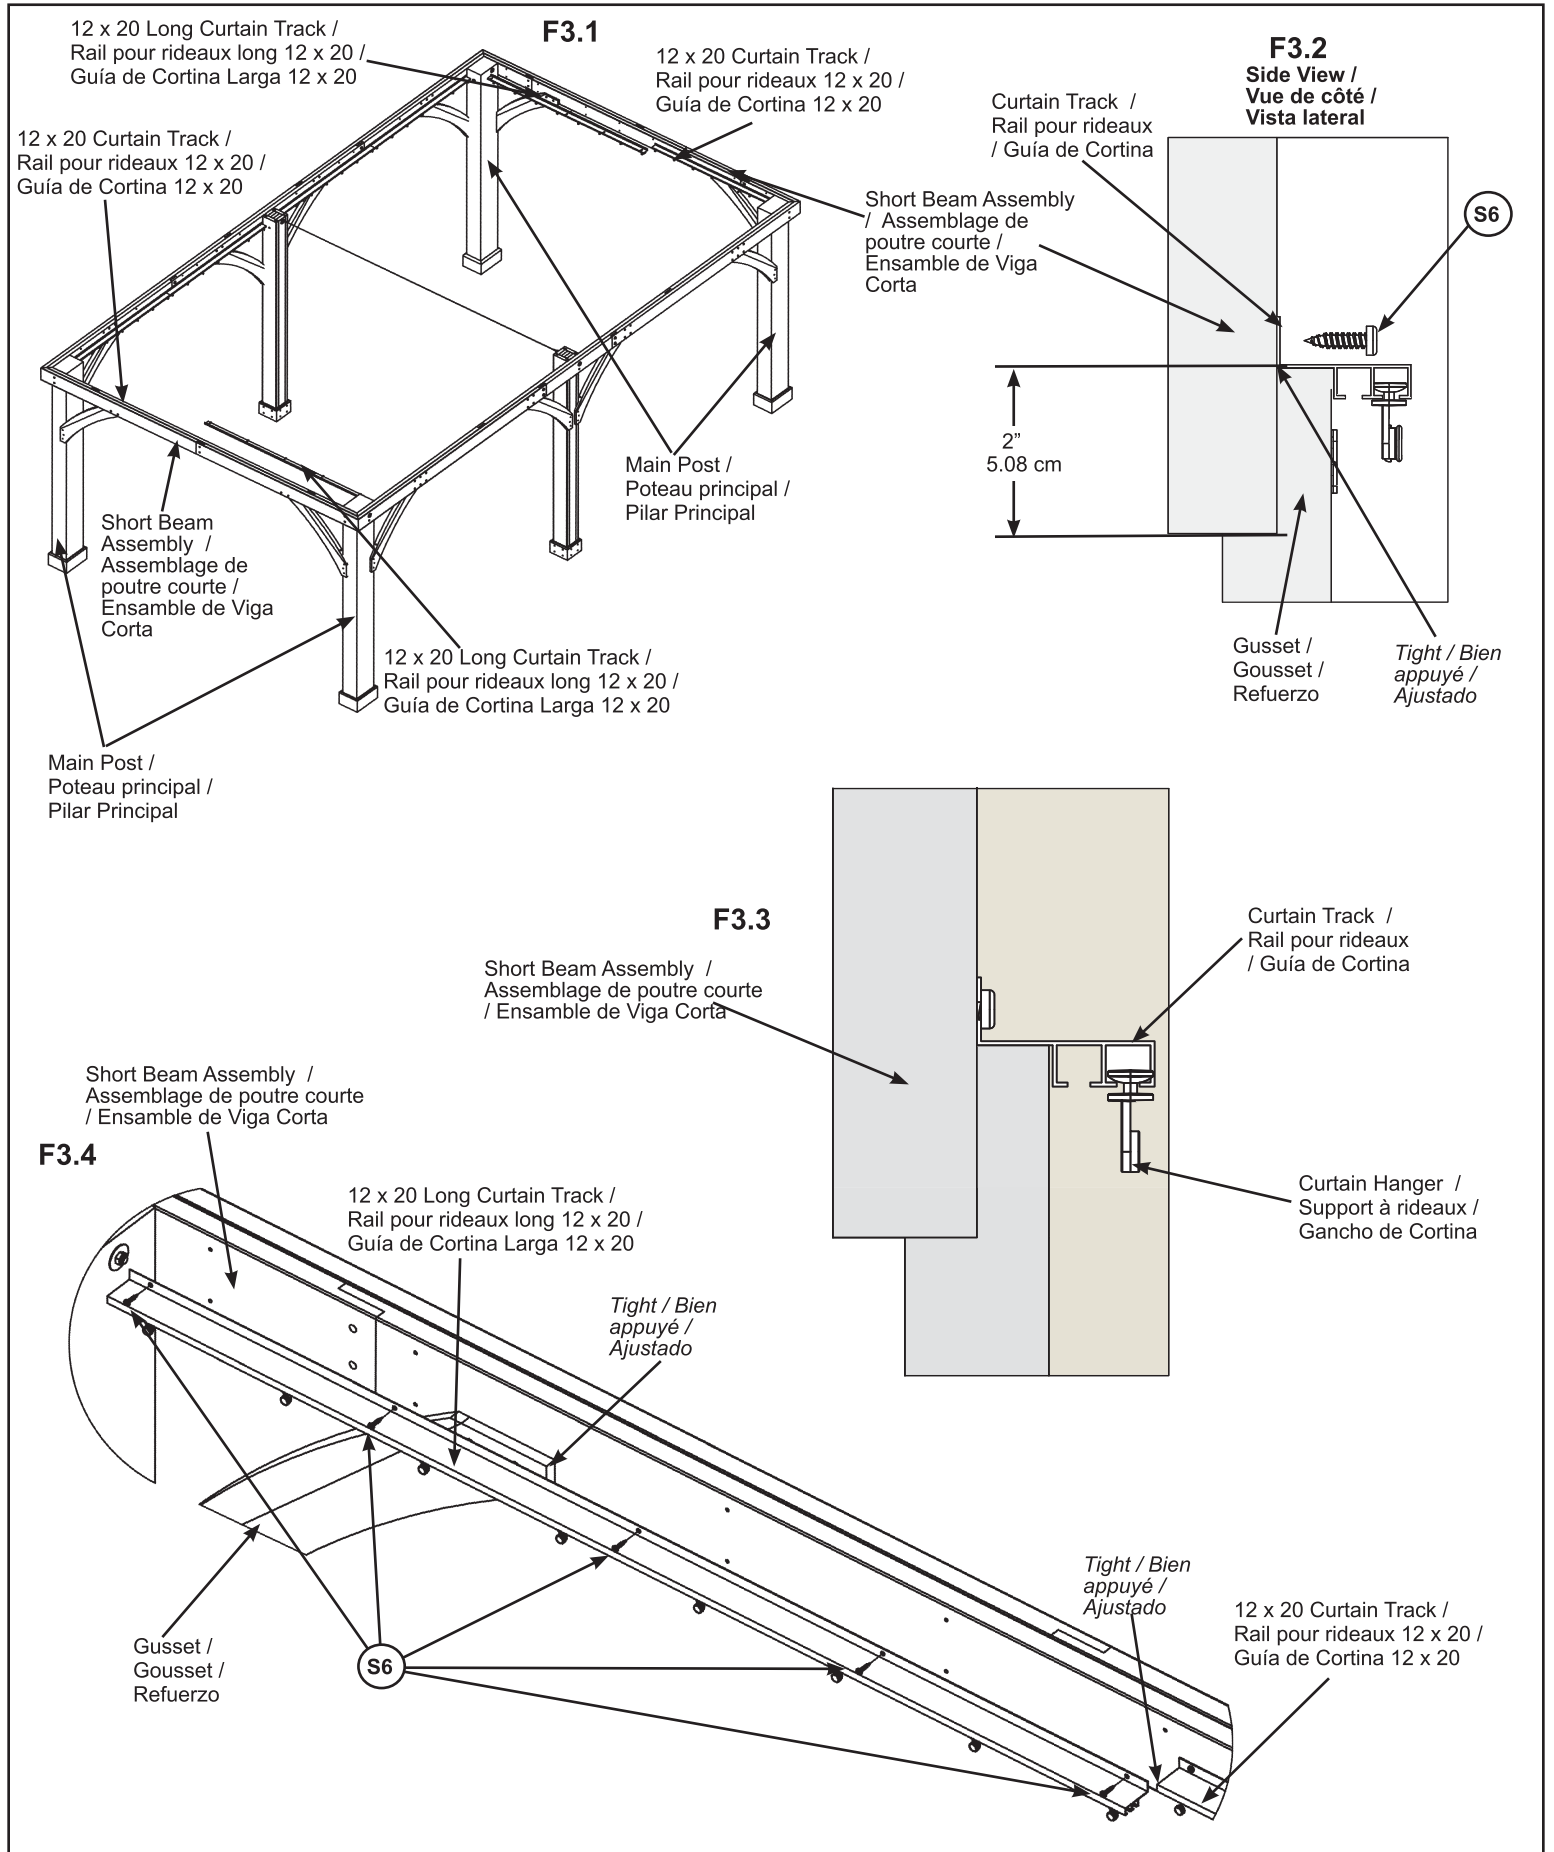 F3.1
12 x 20 Long Curtain Track /
Rail pour rideaux long 12 x 20 /
Guía de Cortina Larga 12 x 20
12 x 20 Curtain Track /
Rail pour rideaux 12 x 20 /
Guía de Cortina 12 x 20
12 x 20 Curtain Track /
Rail pour rideaux 12 x 20 /
Guía de Cortina 12 x 20
Short Beam Assembly
/ Assemblage de
poutre courte /
Ensamble de Viga
Corta
Main Post /
Poteau principal /
Pilar Principal
Short Beam
Assembly /
Assemblage de
poutre courte /
Ensamble de Viga
Corta
12 x 20 Long Curtain Track /
Rail pour rideaux long 12 x 20 /
Guía de Cortina Larga 12 x 20
Main Post /
Poteau principal /
Pilar Principal
F3.2
Side View /
Vue de côté /
Vista lateral
Curtain Track /
Rail pour rideaux
/ Guía de Cortina
S6
2”
5.08 cm
Gusset /
Gousset /
Refuerzo
Tight / Bien
appuyé /
Ajustado
F3.3
Short Beam Assembly /
Assemblage de poutre courte
/ Ensamble de Viga Corta
Curtain Track /
Rail pour rideaux
/ Guía de Cortina
Curtain Hanger /
Support à rideaux /
Gancho de Cortina
F3.4
Short Beam Assembly /
Assemblage de poutre courte
/ Ensamble de Viga Corta
12 x 20 Long Curtain Track /
Rail pour rideaux long 12 x 20 /
Guía de Cortina Larga 12 x 20
Tight / Bien
appuyé /
Ajustado
Gusset /
Gousset /
Refuerzo
S6
Tight / Bien
appuyé /
Ajustado
12 x 20 Curtain Track /
Rail pour rideaux 12 x 20 /
Guía de Cortina 12 x 20